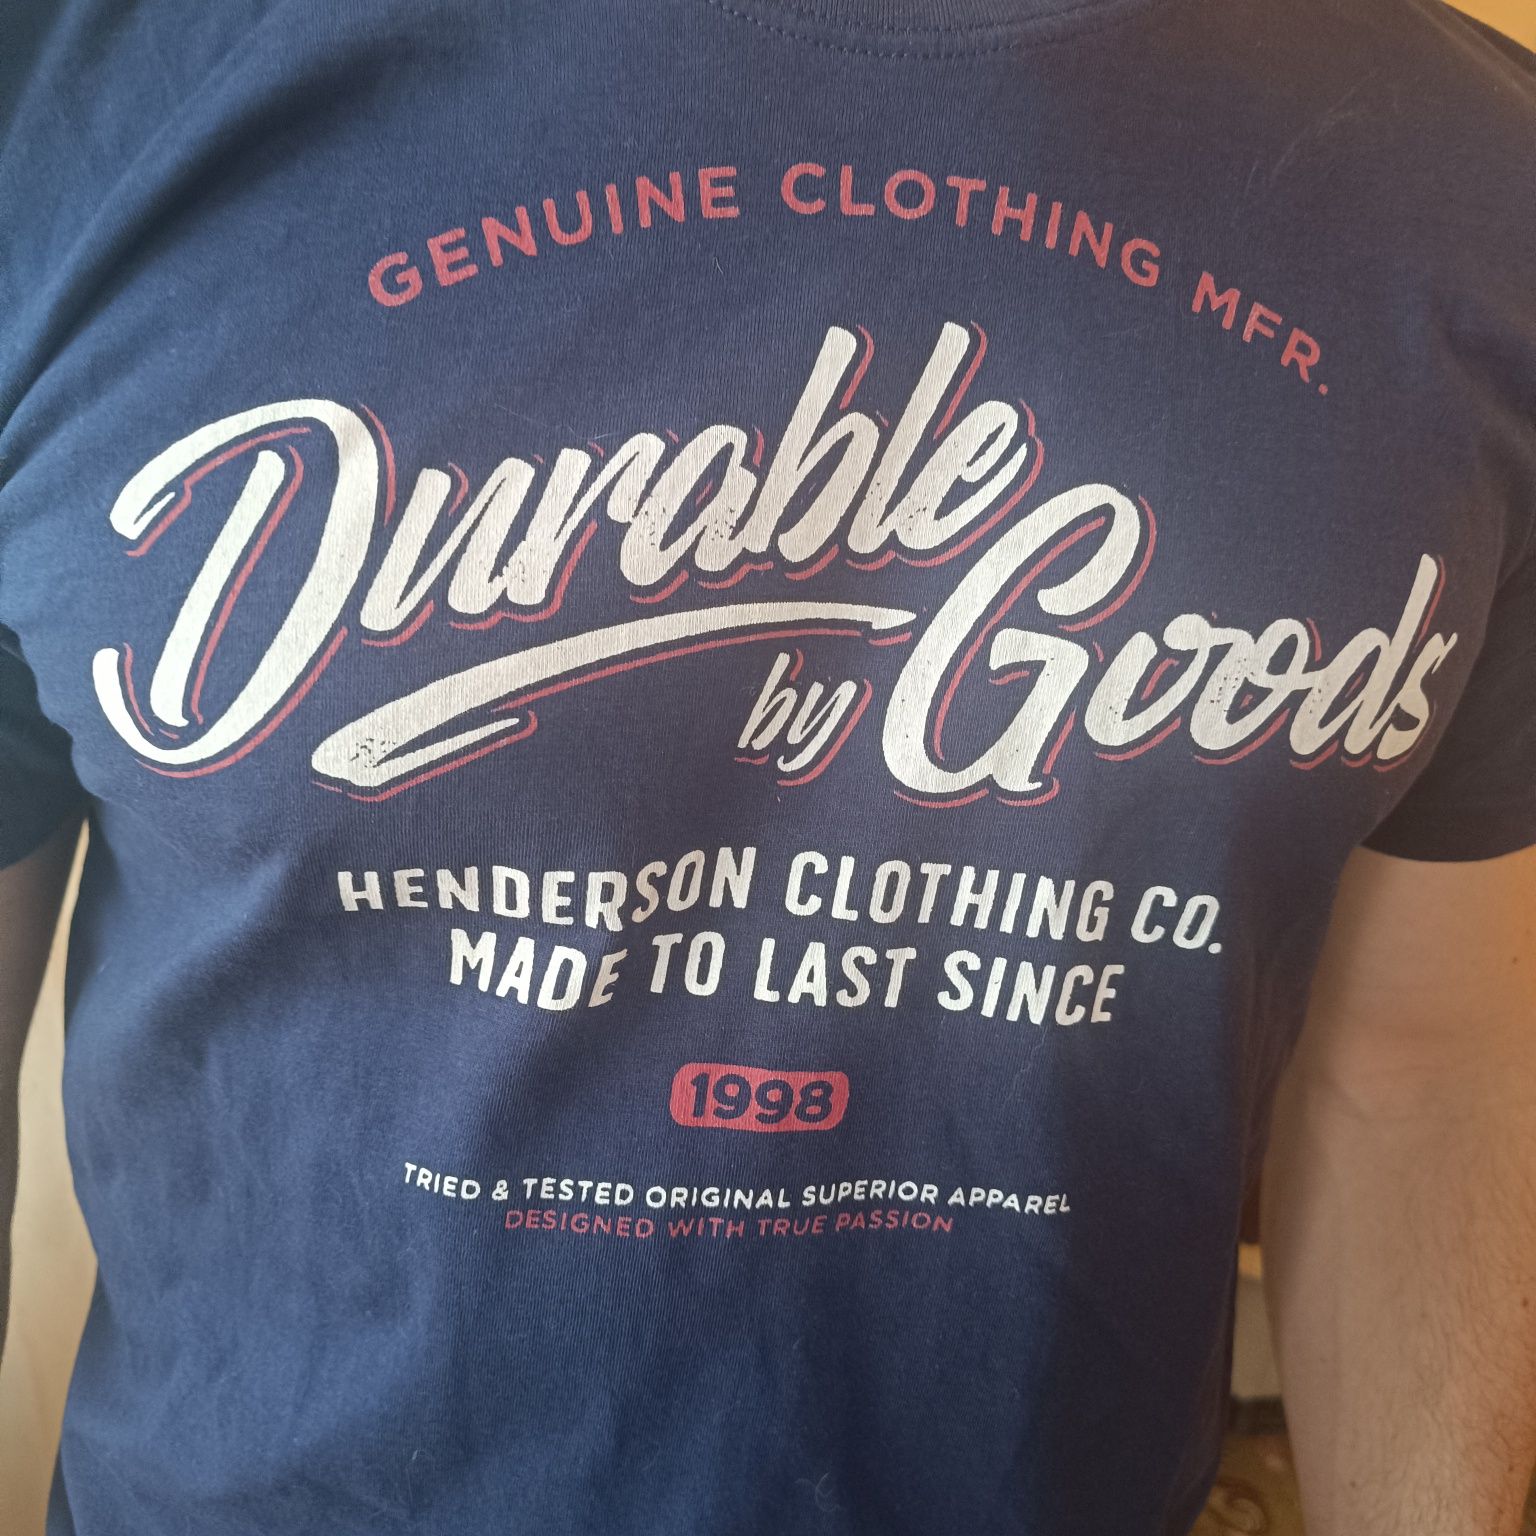 GENUINE CLOTHING MFR.
Durable
by Goods
HENDERSON CLOTHING CO.
MADE TO LAST SINCE
1998
TRIED & TESTED ORIGINAL SUPERIOR APPAREL
DESIGNED WITH TRUE PASSION